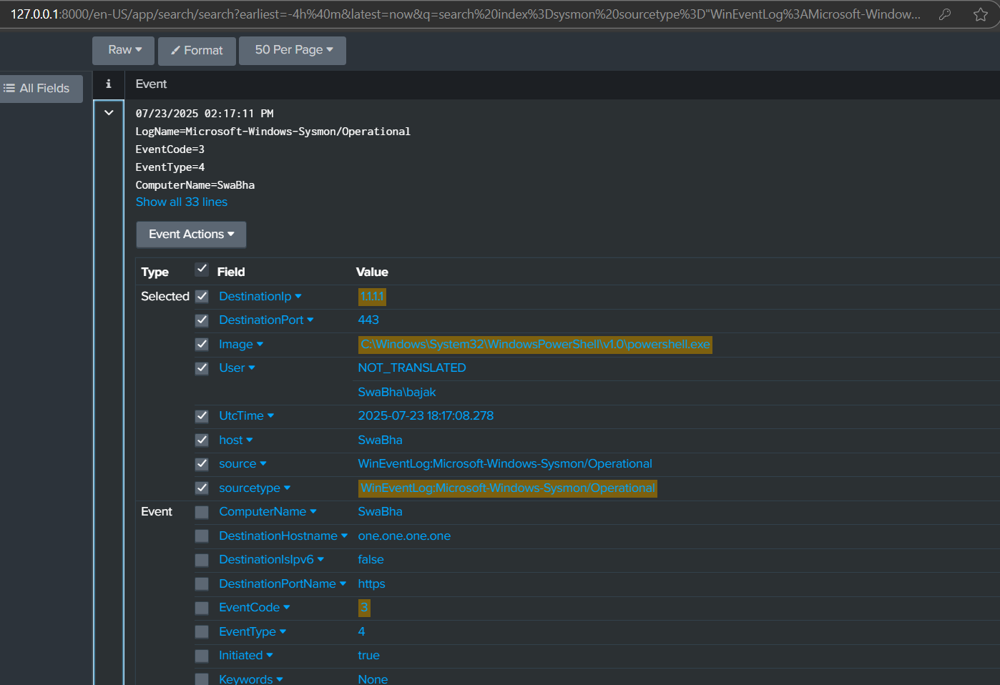 127.0.0.1:8000/en-US/app/search/search?earliest=-4h%40m&latest=now&q=search%20index%3Dsysmon%20sourcetype%3D"WinEventLog%3AMicrosoft-Window...
Raw Format 50 Per Page
All Fields i Event
07/23/2025 02:17:11 PM
LogName=Microsoft-Windows-Sysmon/Operational
EventCode=3
EventType=4
ComputerName=SwaBha
Show all 33 lines
Event Actions
Type Field Value
Selected DestinationIp 1.1.1.1
DestinationPort 443
Image C:\Windows\System32\WindowsPowerShell\v1.0\powershell.exe
User NOT_TRANSLATED
SwaBha\bajak
UtcTime 2025-07-23 18:17:08.278
host SwaBha
source WinEventLog:Microsoft-Windows-Sysmon/Operational
sourcetype WinEventLog:Microsoft-Windows-Sysmon/Operational
Event ComputerName SwaBha
DestinationHostname one.one.one.one
DestinationIsIpv6 false
DestinationPortName https
EventCode 3
EventType 4
Initiated true
Keywords None